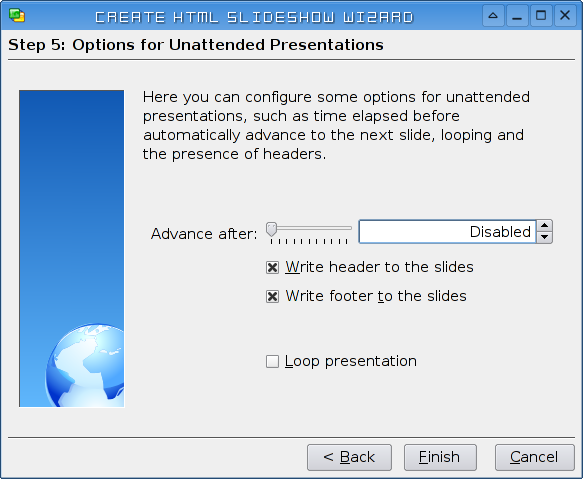 CREATE HTML SLIDESHOW WIZARD
Step 5: Options for Unattended Presentations
Here you can configure some options for unattended
presentations, such as time elapsed before
automatically advance to the next slide, looping and
the presence of headers.
Advance after: Disabled
Write header to the slides
Write footer to the slides
Loop presentation
< Back Finish Cancel